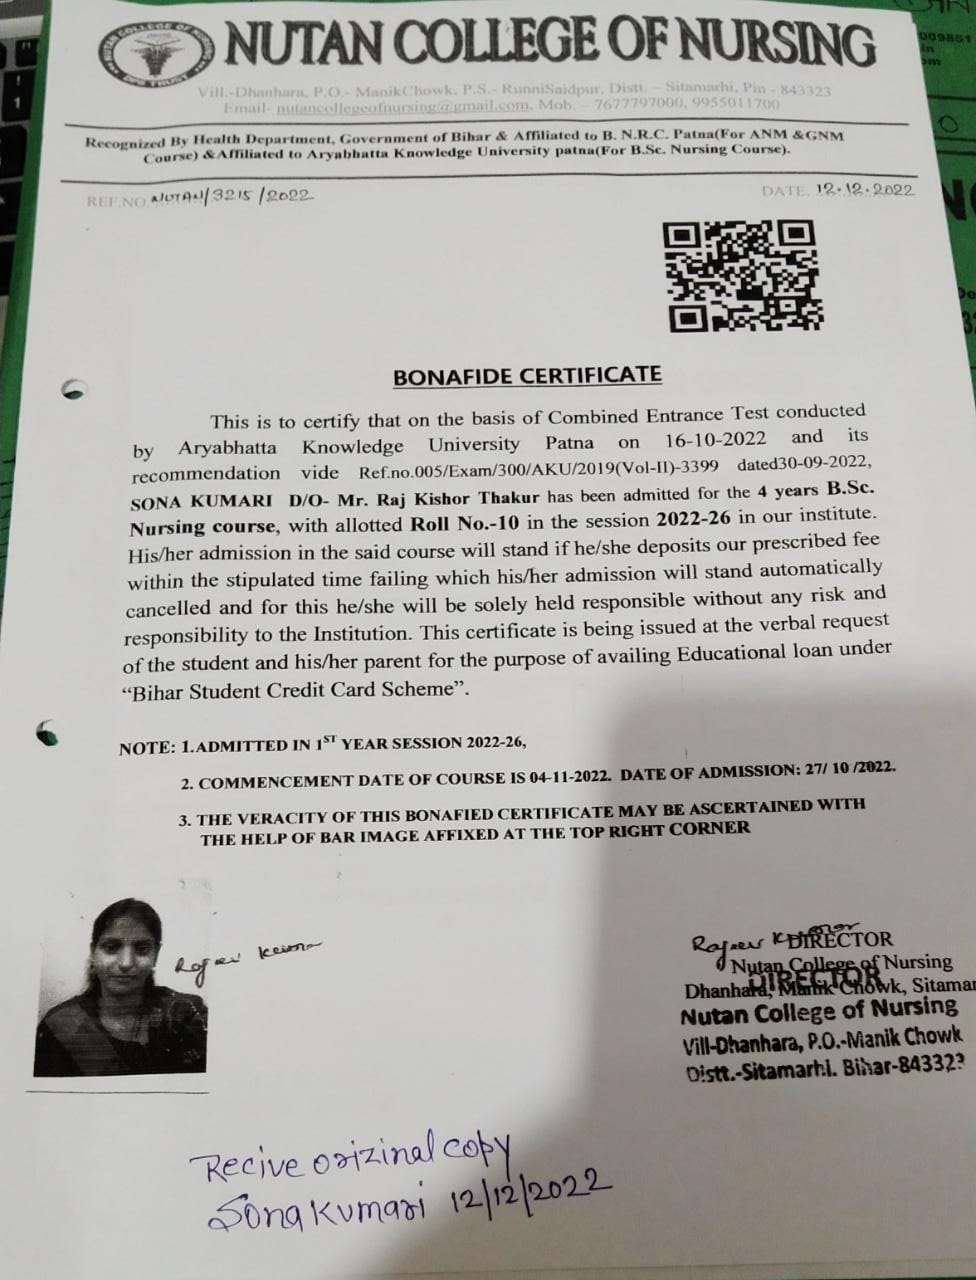 NUTAN COLLEGE OF NURSING
Vill.-Dhanhara, P.O.- ManikChowk, P.S.- RunniSaidpur, Distt. – Sitamarhi, Pin - 843323
Email- nutancollegeofnursing@gmail.com, Mob. – 7677797000, 9955011700
Recognized By Health Department, Government of Bihar & Affiliated to B. N.R.C. Patna(For ANM &GNM
Course) &Affiliated to Aryabhatta Knowledge University patna(For B.Sc. Nursing Course).
REF.NO. NUTAN/3215/2022
DATE. 12.12.2022
BONAFIDE CERTIFICATE
This is to certify that on the basis of Combined Entrance Test conducted
by Aryabhatta Knowledge University Patna on 16-10-2022 and its
recommendation vide Ref.no.005/Exam/300/AKU/2019(Vol-II)-3399 dated30-09-2022,
SONA KUMARI D/O- Mr. Raj Kishor Thakur has been admitted for the 4 years B.Sc.
Nursing course, with allotted Roll No.-10 in the session 2022-26 in our institute.
His/her admission in the said course will stand if he/she deposits our prescribed fee
within the stipulated time failing which his/her admission will stand automatically
cancelled and for this he/she will be solely held responsible without any risk and
responsibility to the Institution. This certificate is being issued at the verbal request
of the student and his/her parent for the purpose of availing Educational loan under
“Bihar Student Credit Card Scheme”.
NOTE: 1.ADMITTED IN 1ST YEAR SESSION 2022-26,
2. COMMENCEMENT DATE OF COURSE IS 04-11-2022. DATE OF ADMISSION: 27/ 10 /2022.
3. THE VERACITY OF THIS BONAFIED CERTIFICATE MAY BE ASCERTAINED WITH
THE HELP OF BAR IMAGE AFFIXED AT THE TOP RIGHT CORNER
DIRECTOR
Nutan College of Nursing
DIRECTOR
Dhanhara, Manik Chowk, Sitamar
Nutan College of Nursing
Vill-Dhanhara, P.O.-Manik Chowk
Distt.-Sitamarhi. Bihar-843323
Recive orizinal copy
Sona Kumari 12/12/2022